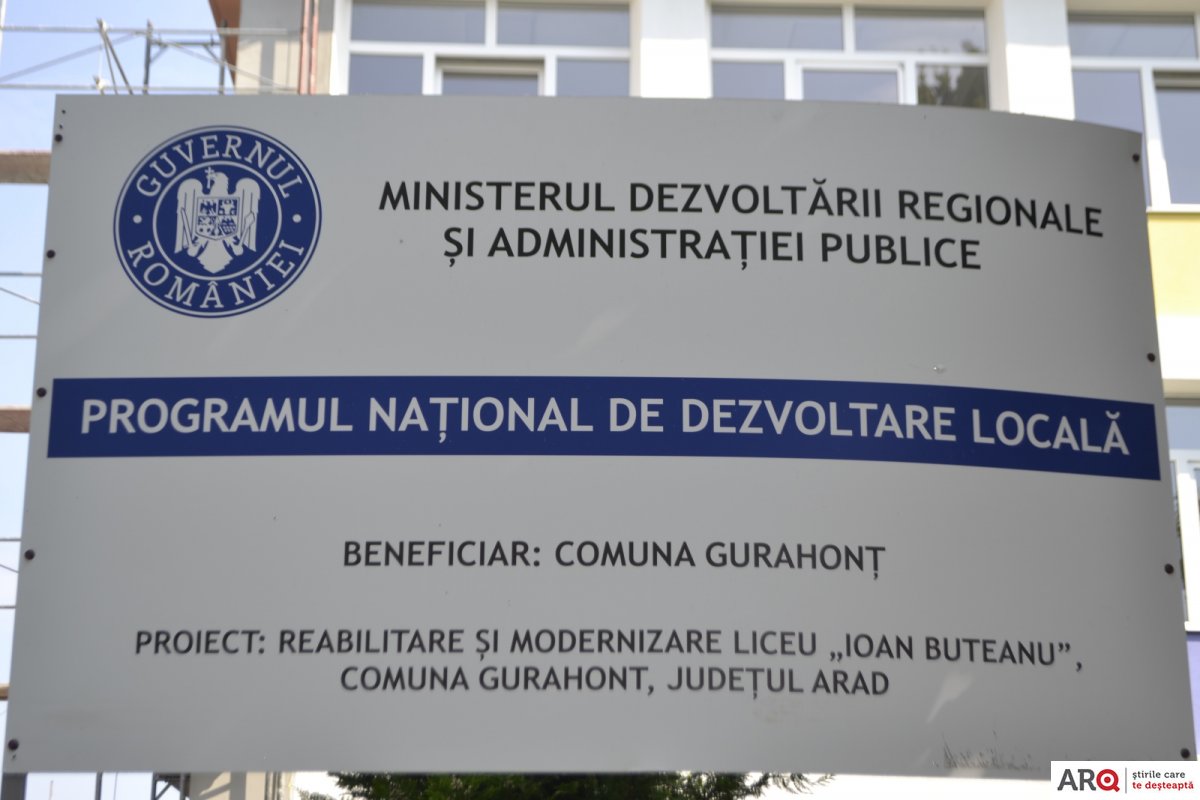 GUVERNUL
ROMÂNIEI
MINISTERUL DEZVOLTĂRII REGIONALE
ȘI ADMINISTRAȚIEI PUBLICE
PROGRAMUL NAȚIONAL DE DEZVOLTARE LOCALĂ
BENEFICIAR: COMUNA GURAHONȚ
PROIECT: REABILITARE ȘI MODERNIZARE LICEU „IOAN BUTEANU”,
COMUNA GURAHONT, JUDEȚUL ARAD
ARQ
știrile care
te deșteaptă